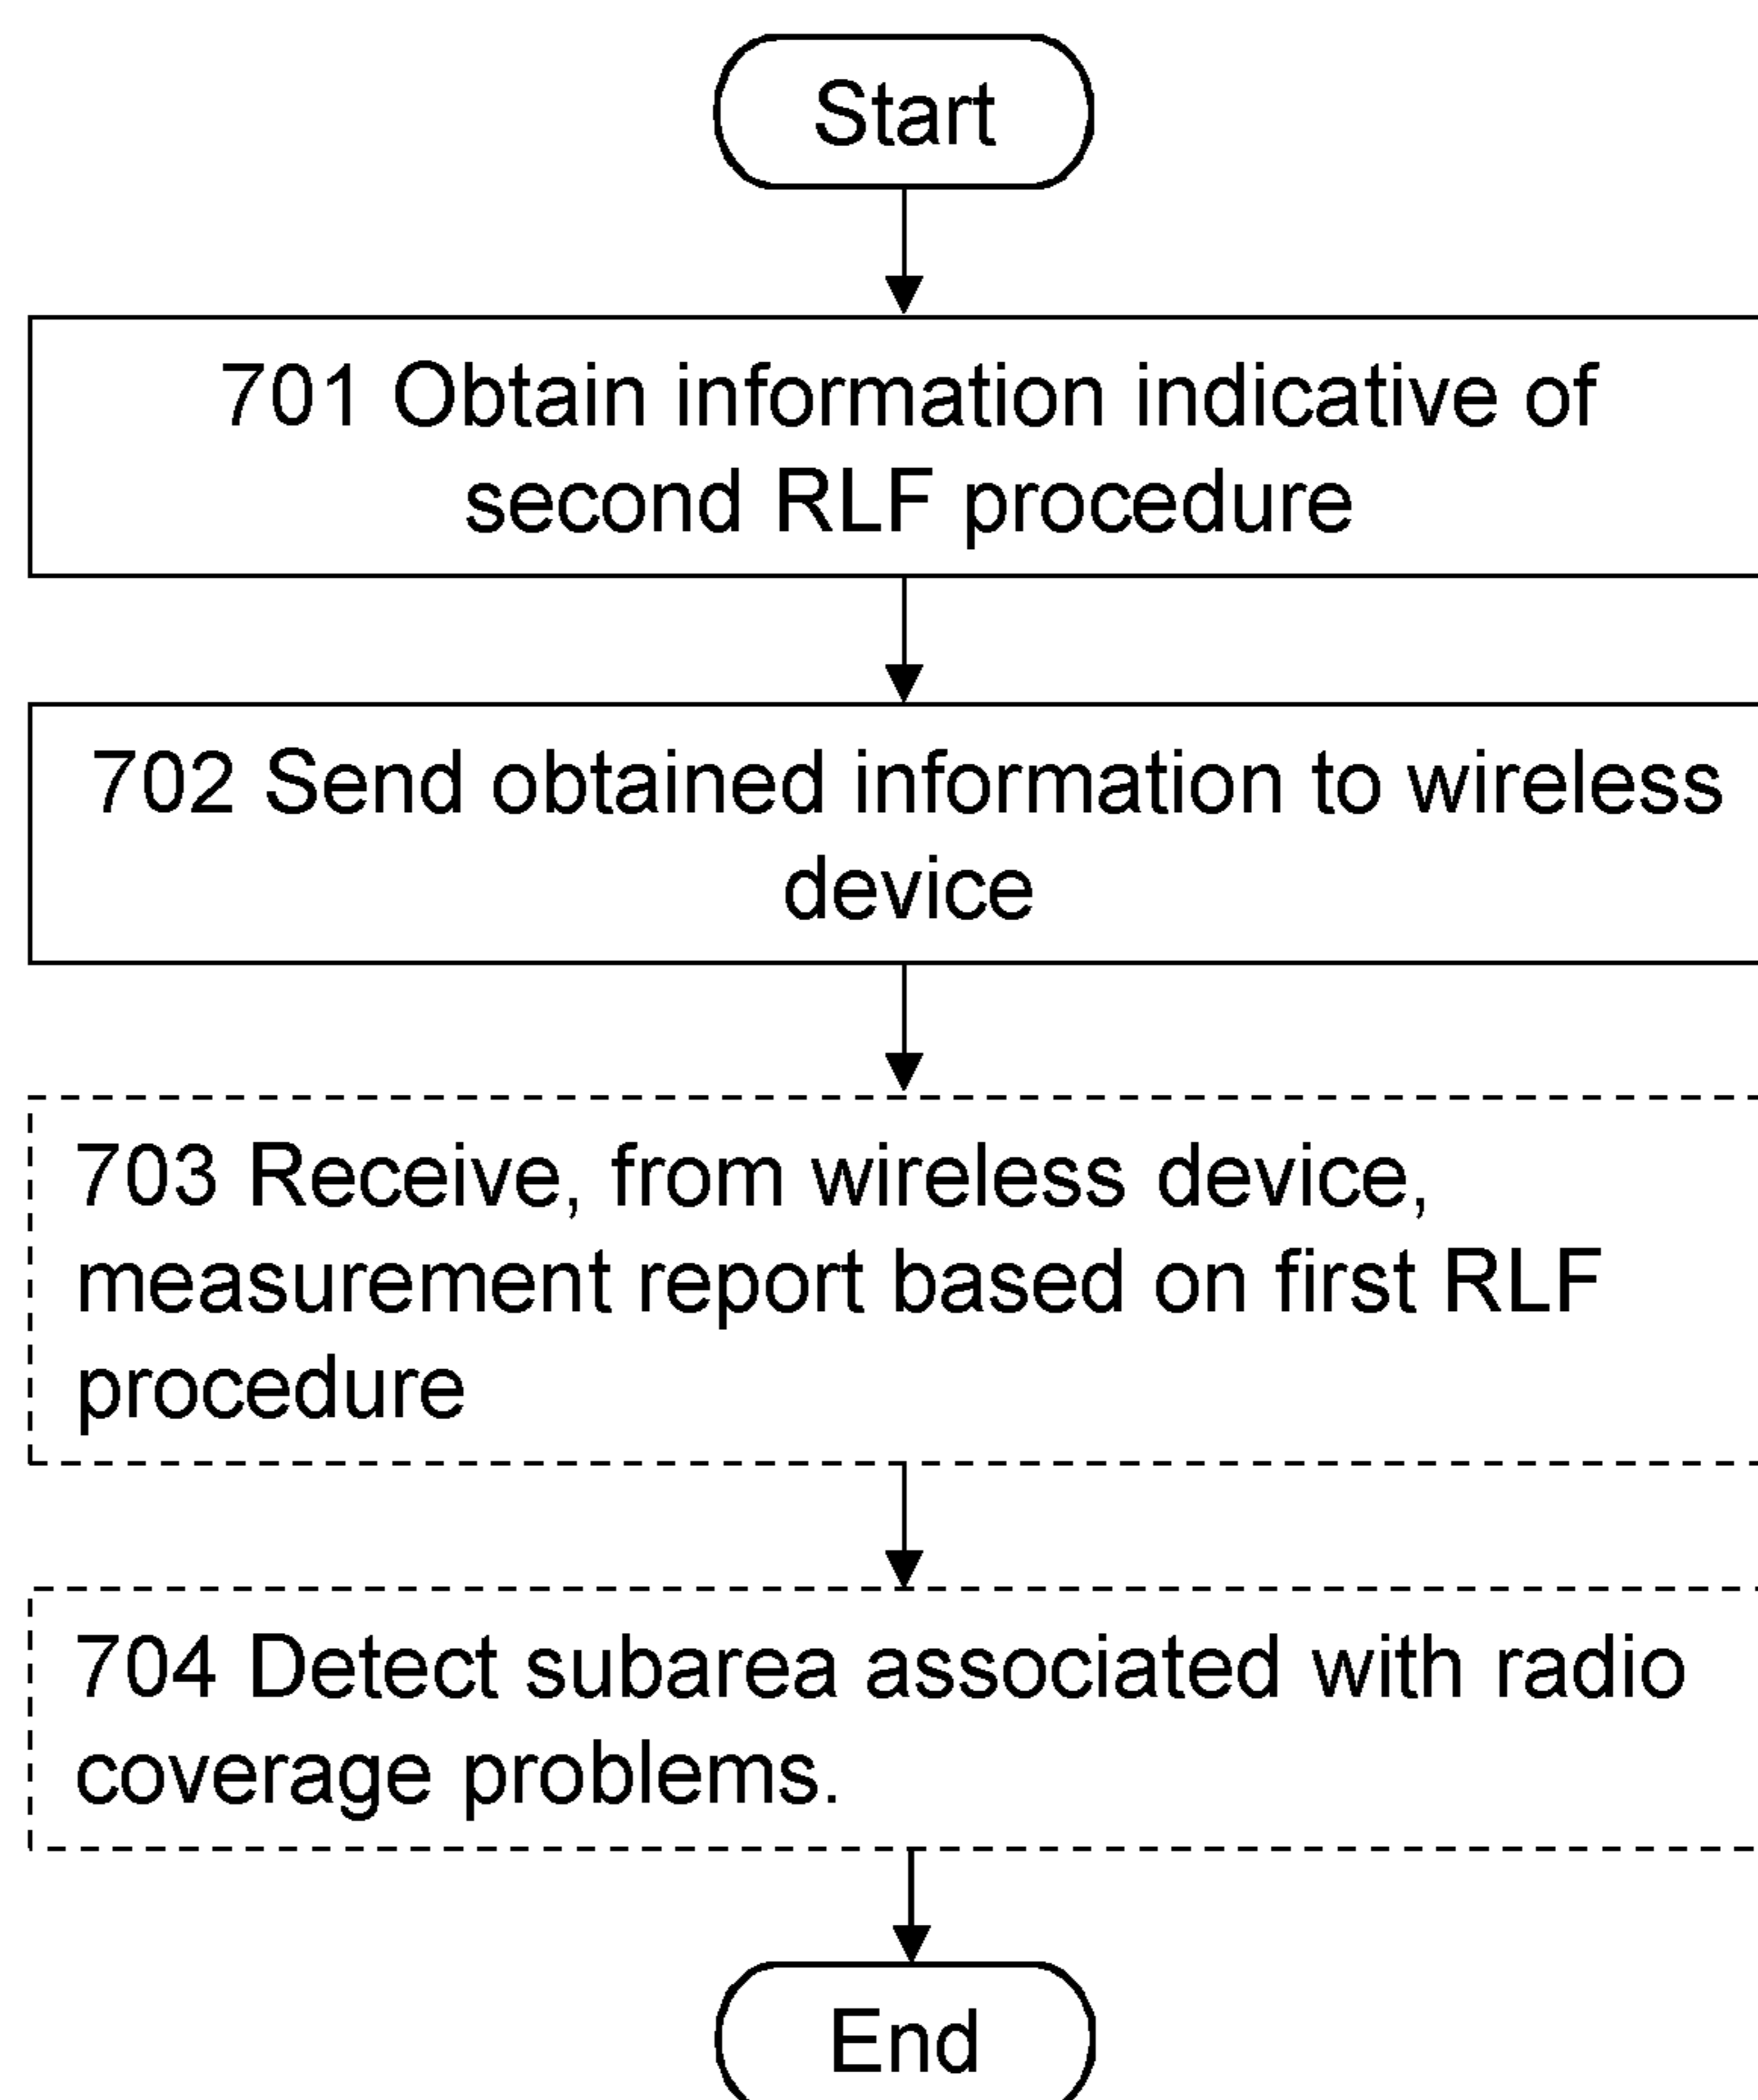 Start
701 Obtain information indicative of
second RLF procedure
702 Send obtained information to wireless
device
703 Receive, from wireless device,
measurement report based on first RLF
procedure
704 Detect subarea associated with radio
coverage problems.
End